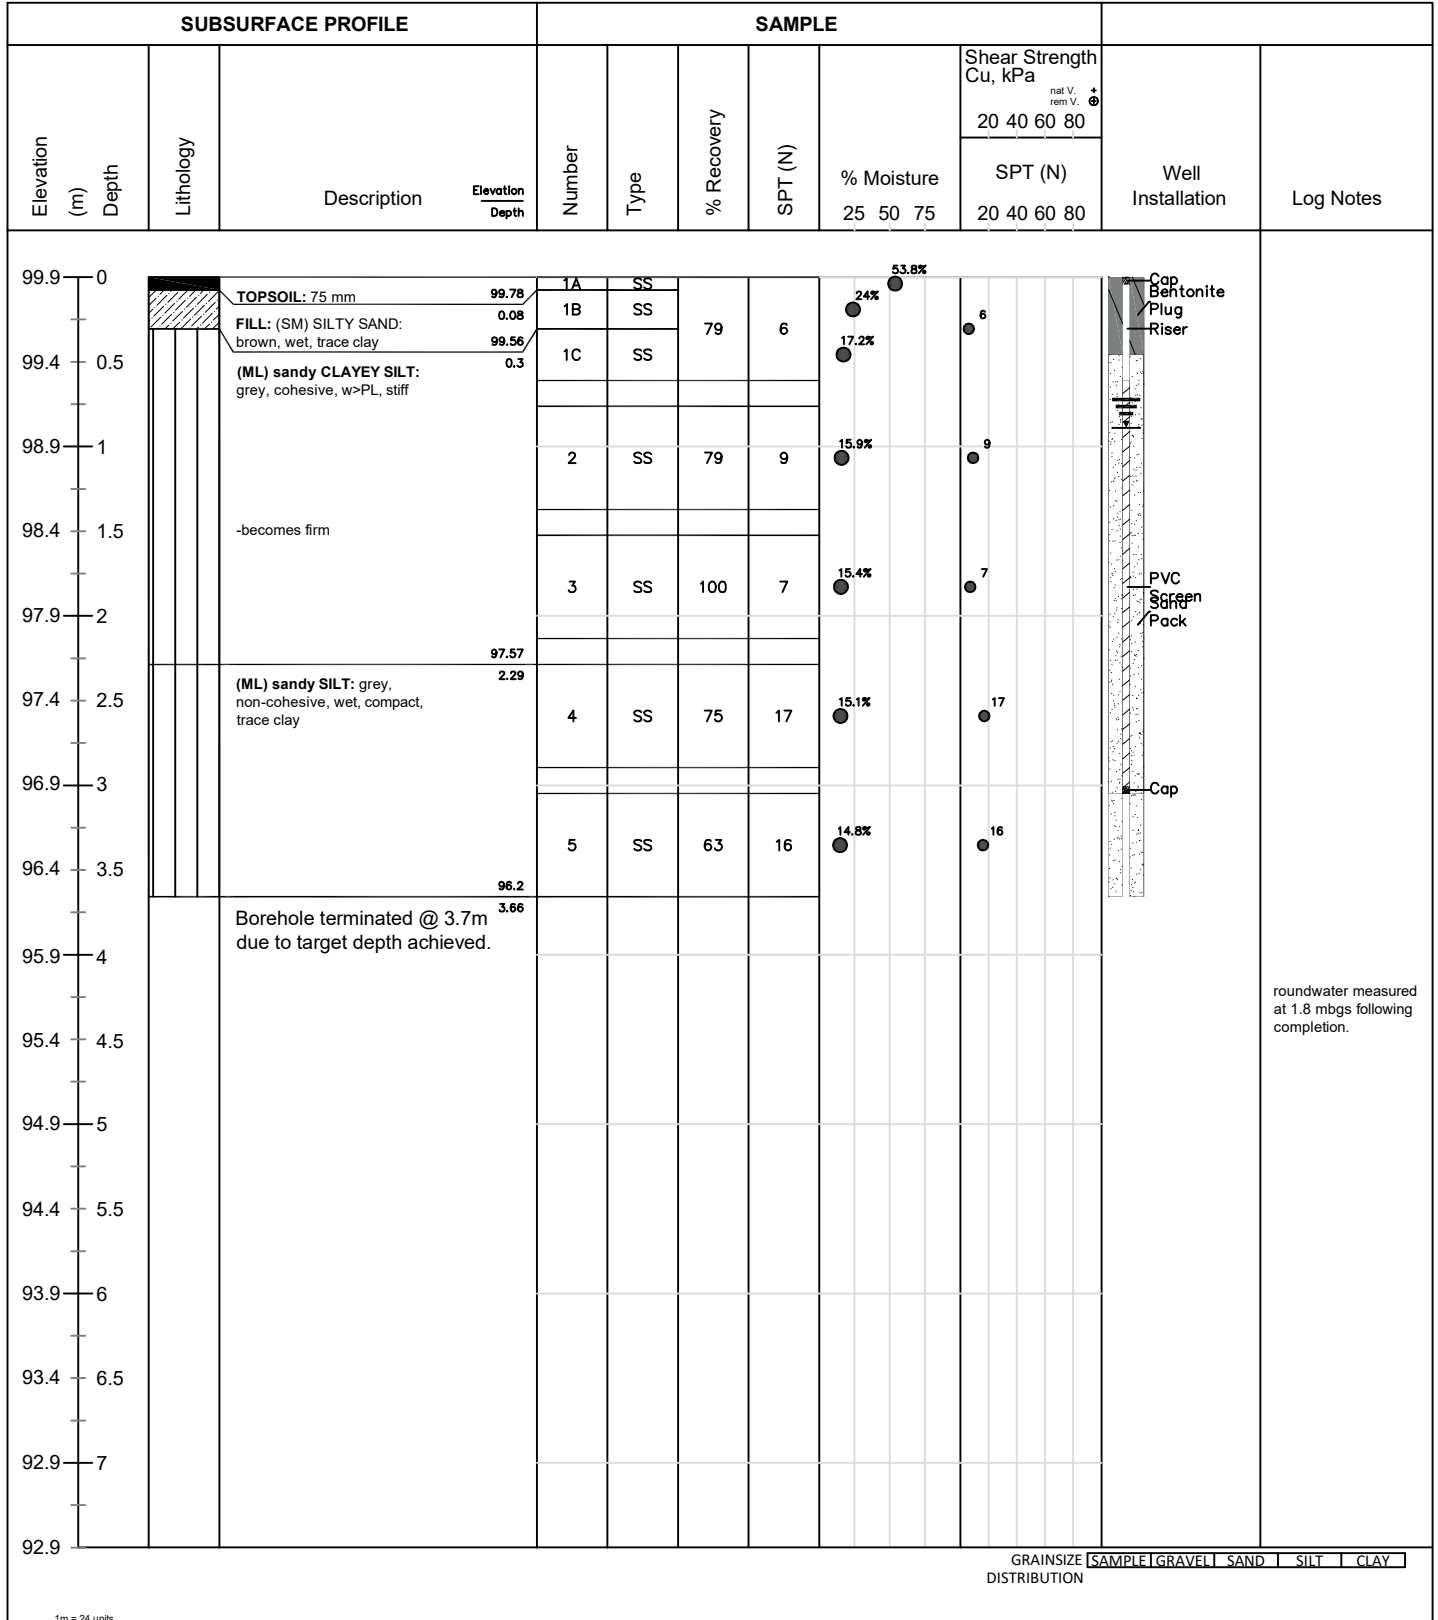 SUBSURFACE PROFILE
SAMPLE
Elevation
(m)
Depth
Lithology
Description
Elevation
Depth
Number
Type
% Recovery
SPT (N)
% Moisture
25 50 75
Shear Strength
Cu, kPa
nat V. +
rem V. ⊕
20 40 60 80
SPT (N)
20 40 60 80
Well
Installation
Log Notes
99.9 0
TOPSOIL: 75 mm
99.78
0.08
FILL: (SM) SILTY SAND:
brown, wet, trace clay
99.56
0.3
1A SS
53.8%
1B SS
24%
79 6
6
1C SS
17.2%
Cap
Bentonite
Plug
Riser
99.4 0.5
(ML) sandy CLAYEY SILT:
grey, cohesive, w>PL, stiff
98.9 1
2 SS 79 9
15.9%
9
98.4 1.5
-becomes firm
3 SS 100 7
15.4%
7
PVC
Screen
Sand
Pack
97.9 2
97.57
2.29
(ML) sandy SILT: grey,
non-cohesive, wet, compact,
trace clay
97.4 2.5
4 SS 75 17
15.1%
17
96.9 3
Cap
5 SS 63 16
14.8%
16
96.4 3.5
96.2
3.66
Borehole terminated @ 3.7m
due to target depth achieved.
95.9 4
roundwater measured
at 1.8 mbgs following
completion.
95.4 4.5
94.9 5
94.4 5.5
93.9 6
93.4 6.5
92.9 7
92.9
GRAINSIZE
DISTRIBUTION
SAMPLE GRAVEL SAND SILT CLAY
1m = 24 units